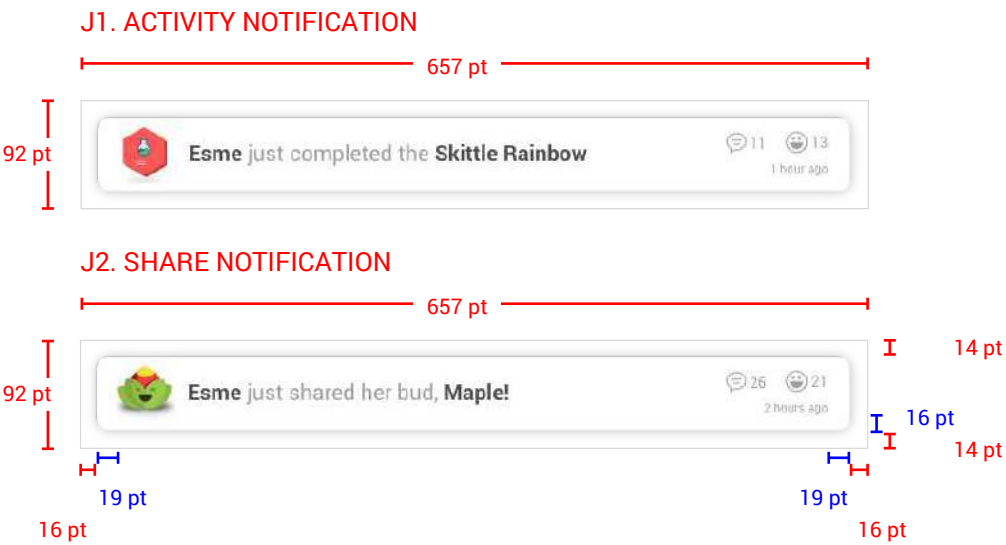 J1. ACTIVITY NOTIFICATION
657 pt
92 pt
Esme just completed the Skittle Rainbow
11 13
1 hour ago
J2. SHARE NOTIFICATION
657 pt
92 pt
Esme just shared her bud, Maple!
26 21
2 hours ago
14 pt
16 pt
14 pt
19 pt 19 pt
16 pt 16 pt